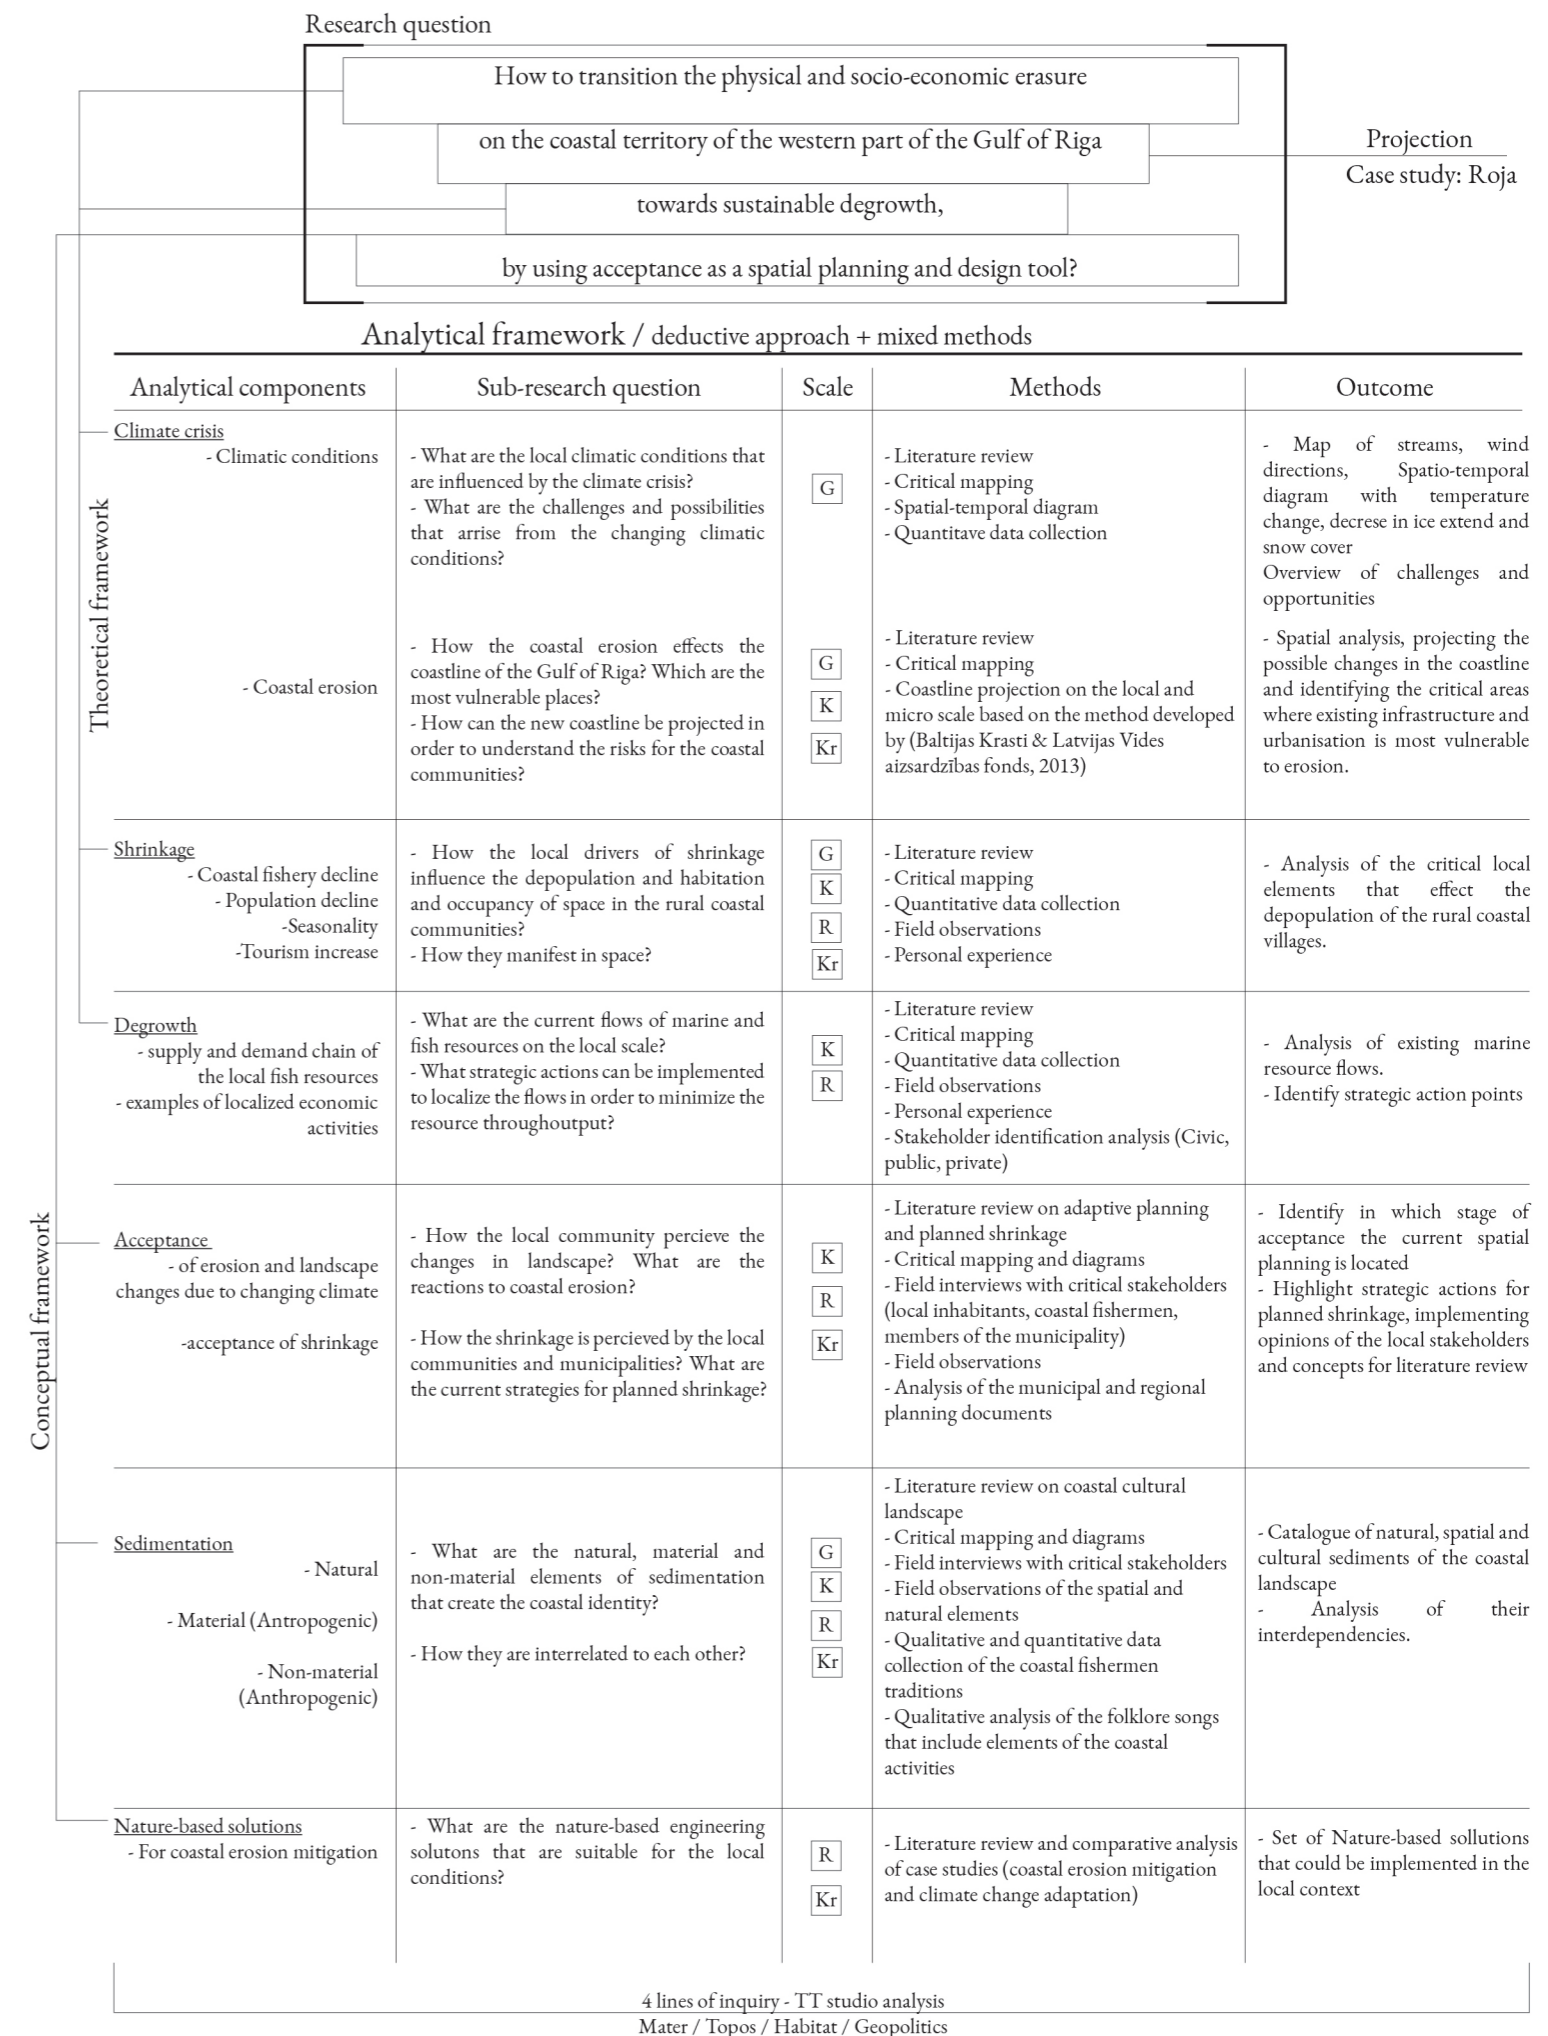 Research question
How to transition the physical and socio-economic erasure
on the coastal territory of the western part of the Gulf of Riga
towards sustainable degrowth,
by using acceptance as a spatial planning and design tool?
Projection
Case study: Roja
Analytical framework / deductive approach + mixed methods
Analytical components
Sub-research question
Scale
Methods
Outcome
Theoretical framework
Climate crisis
- Climatic conditions
- What are the local climatic conditions that
are influenced by the climate crisis?
- What are the challenges and possibilities
that arrise from the changing climatic
conditions?
G
- Literature review
- Critical mapping
- Spatial-temporal diagram
- Quantitave data collection
- Map of streams, wind
directions, Spatio-temporal
diagram with temperature
change, decrese in ice extend and
snow cover
Overview of challenges and
opportunities
- Coastal erosion
- How the coastal erosion effects the
coastline of the Gulf of Riga? Which are the
most vulnerable places?
- How can the new coastline be projected in
order to understand the risks for the coastal
communities?
G
K
Kr
- Literature review
- Critical mapping
- Coastline projection on the local and
micro scale based on the method developed
by (Baltijas Krasti & Latvijas Vides
aizsardzības fonds, 2013)
- Spatial analysis, projecting the
possible changes in the coastline
and identifying the critical areas
where existing infrastructure and
urbanisation is most vulnerable
to erosion.
Shrinkage
- Coastal fishery decline
- Population decline
-Seasonality
-Tourism increase
- How the local drivers of shrinkage
influence the depopulation and habitation
and occupancy of space in the rural coastal
communities?
- How they manifest in space?
G
K
R
Kr
- Literature review
- Critical mapping
- Quantitative data collection
- Field observations
- Personal experience
- Analysis of the critical local
elements that effect the
depopulation of the rural coastal
villages.
Degrowth
- supply and demand chain of
the local fish resources
- examples of localized economic
activities
- What are the current flows of marine and
fish resources on the local scale?
- What strategic actions can be implemented
to localize the flows in order to minimize the
resource throughoutput?
K
R
- Literature review
- Critical mapping
- Quantitative data collection
- Field observations
- Personal experience
- Stakeholder identification analysis (Civic,
public, private)
- Analysis of existing marine
resource flows.
- Identify strategic action points
Conceptual framework
Acceptance
- of erosion and landscape
changes due to changing climate
-acceptance of shrinkage
- How the local community percieve the
changes in landscape? What are the
reactions to coastal erosion?
- How the shrinkage is percieved by the local
communities and municipalities? What are
the current strategies for planned shrinkage?
K
R
Kr
- Literature review on adaptive planning
and planned shrinkage
- Critical mapping and diagrams
- Field interviews with critical stakeholders
(local inhabitants, coastal fishermen,
members of the municipality)
- Field observations
- Analysis of the municipal and regional
planning documents
- Identify in which stage of
acceptance the current spatial
planning is located
- Highlight strategic actions for
planned shrinkage, implementing
opinions of the local stakeholders
and concepts for literature review
Sedimentation
- Natural
- Material (Antropogenic)
- Non-material
(Anthropogenic)
- What are the natural, material and
non-material elements of sedimentation
that create the coastal identity?
- How they are interrelated to each other?
G
K
R
Kr
- Literature review on coastal cultural
landscape
- Critical mapping and diagrams
- Field interviews with critical stakeholders
- Field observations of the spatial and
natural elements
- Qualitative and quantitative data
collection of the coastal fishermen
traditions
- Qualitative analysis of the folklore songs
that include elements of the coastal
activities
- Catalogue of natural, spatial and
cultural sediments of the coastal
landscape
- Analysis of their
interdependencies.
Nature-based solutions
- For coastal erosion mitigation
- What are the nature-based engineering
solutons that are suitable for the local
conditions?
R
Kr
- Literature review and comparative analysis
of case studies (coastal erosion mitigation
and climate change adaptation)
- Set of Nature-based sollutions
that could be implemented in the
local context
4 lines of inquiry - TT studio analysis
Mater / Topos / Habitat / Geopolitics